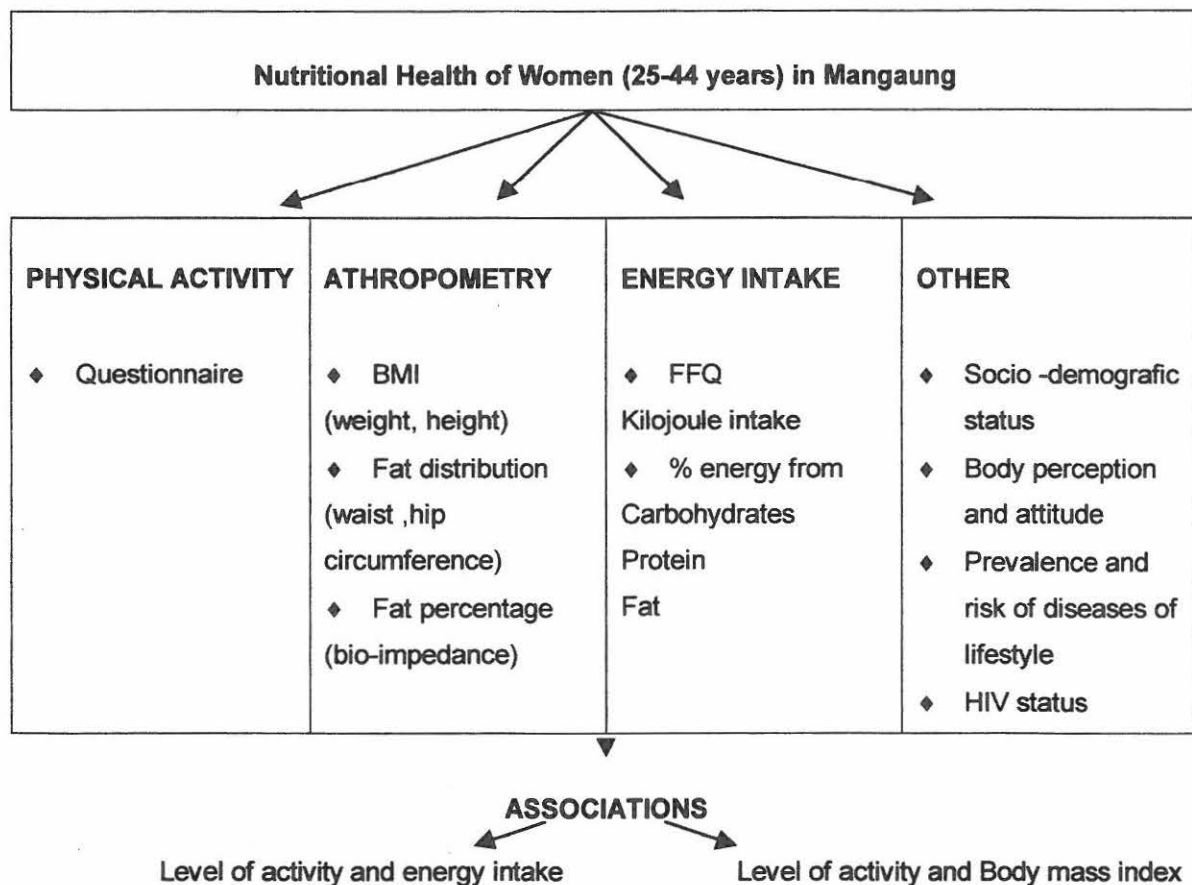 Nutritional Health of Women (25-44 years) in Mangaung
PHYSICAL ACTIVITY
♦ Questionnaire
ATHROPOMETRY
♦ BMI
(weight, height)
♦ Fat distribution
(waist ,hip
circumference)
♦ Fat percentage
(bio-impedance)
ENERGY INTAKE
♦ FFQ
Kilojoule intake
♦ % energy from
Carbohydrates
Protein
Fat
OTHER
♦ Socio -demografic
status
♦ Body perception
and attitude
♦ Prevalence and
risk of diseases of
lifestyle
♦ HIV status
ASSOCIATIONS
Level of activity and energy intake
Level of activity and Body mass index